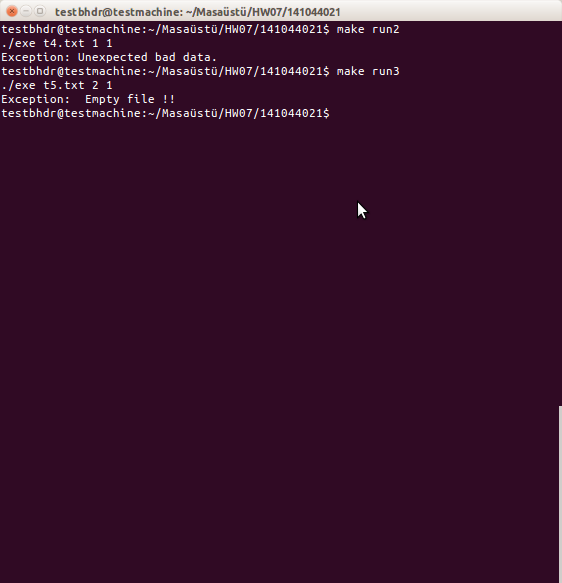 testbhdr@testmachine: ~/Masaüstü/HW07/141044021
testbhdr@testmachine:~/Masaüstü/HW07/141044021$ make run2
./exe t4.txt 1 1
Exception: Unexpected bad data.
testbhdr@testmachine:~/Masaüstü/HW07/141044021$ make run3
./exe t5.txt 2 1
Exception:  Empty file !!
testbhdr@testmachine:~/Masaüstü/HW07/141044021$